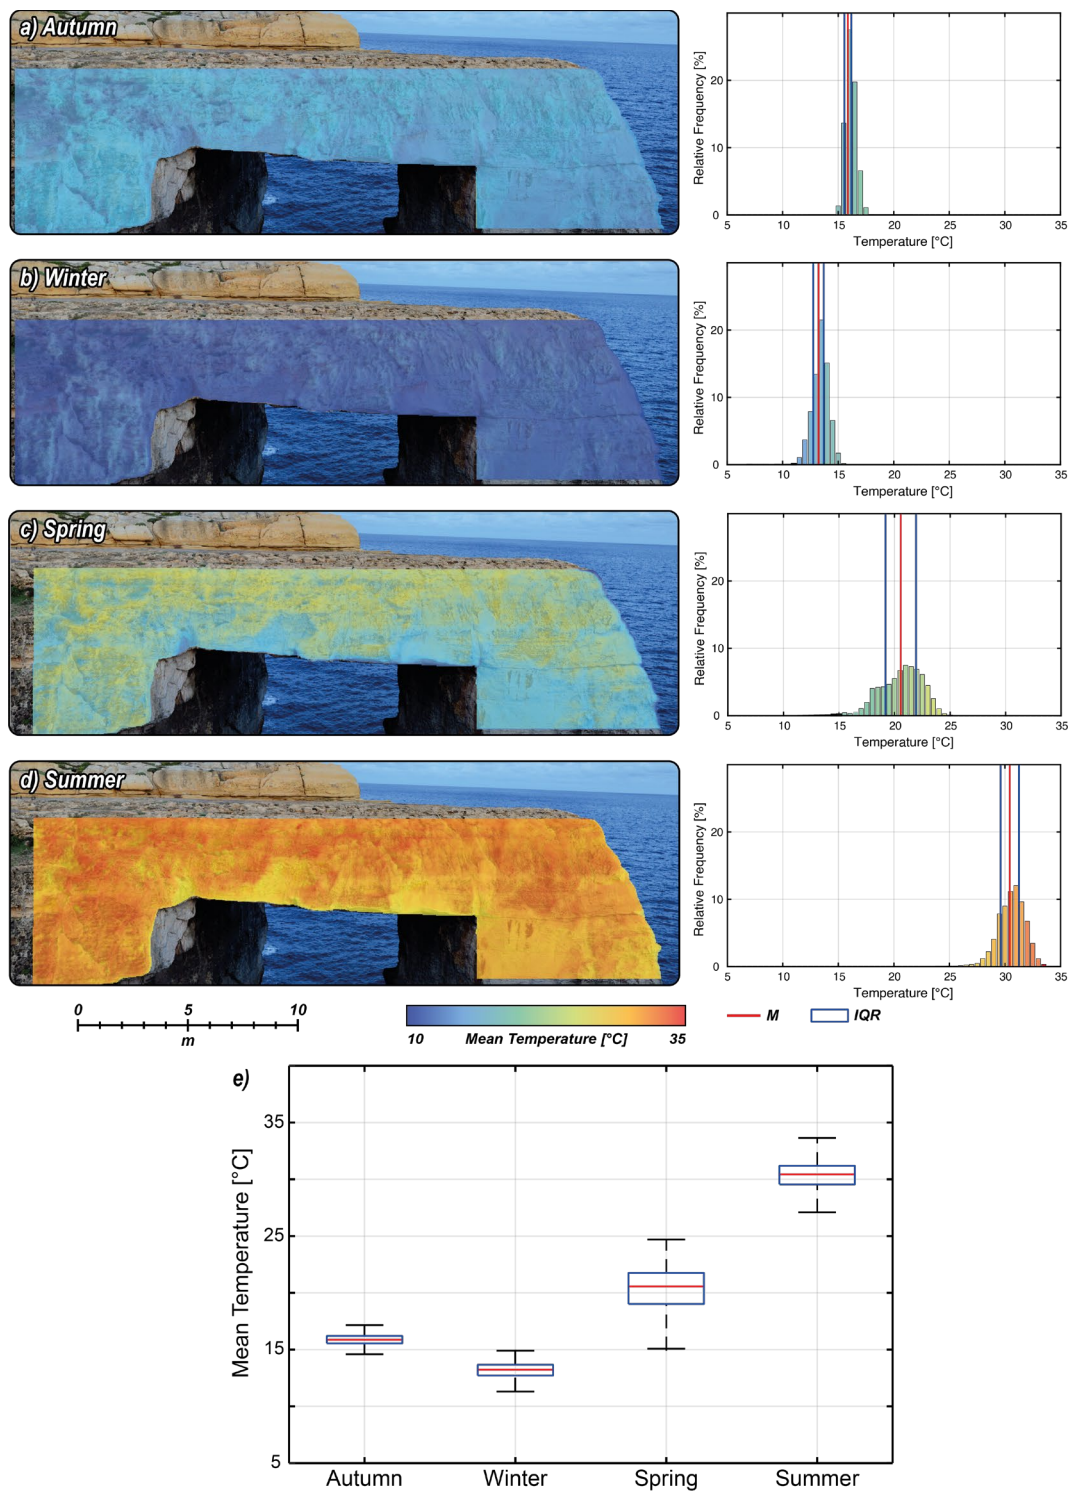 a) Autumn
Relative Frequency [%]
20
10
0
5 10 15 20 25 30 35
Temperature [°C]
b) Winter
Relative Frequency [%]
20
10
0
5 10 15 20 25 30 35
Temperature [°C]
c) Spring
Relative Frequency [%]
20
10
0
5 10 15 20 25 30 35
Temperature [°C]
d) Summer
Relative Frequency [%]
20
10
0
5 10 15 20 25 30 35
Temperature [°C]
0 5 10
m
10 Mean Temperature [°C] 35
M IQR
e)
Mean Temperature [°C]
35
25
15
5
Autumn Winter Spring Summer